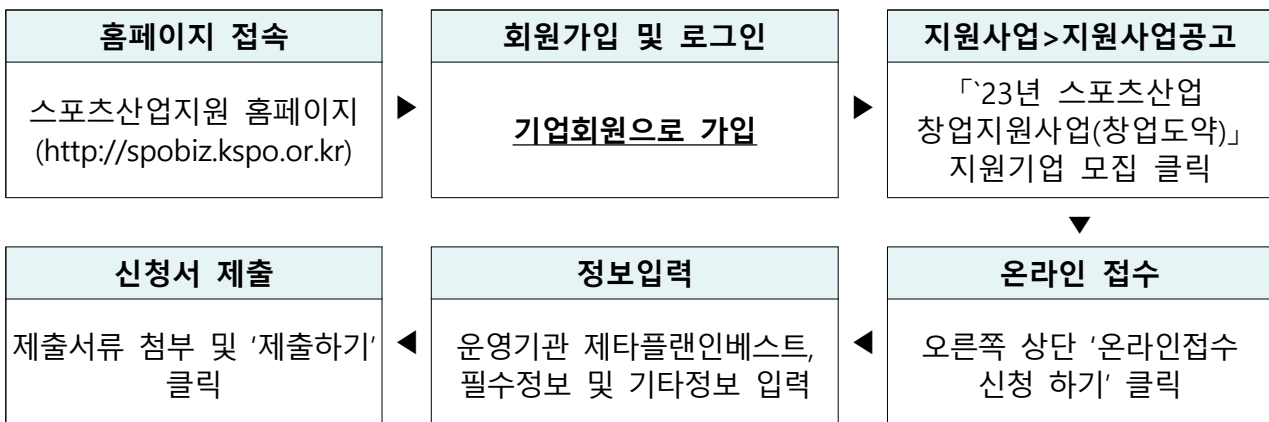 홈페이지 접속
스포츠산업지원 홈페이지
(http://spobiz.kspo.or.kr)
▶
회원가입 및 로그인
기업회원으로 가입
▶
지원사업>지원사업공고
「`23년 스포츠산업
창업지원사업(창업도약)」
지원기업 모집 클릭
▼
온라인 접수
오른쪽 상단 '온라인접수
신청 하기' 클릭
◀
정보입력
운영기관 제타플랜인베스트,
필수정보 및 기타정보 입력
◀
신청서 제출
제출서류 첨부 및 '제출하기'
클릭